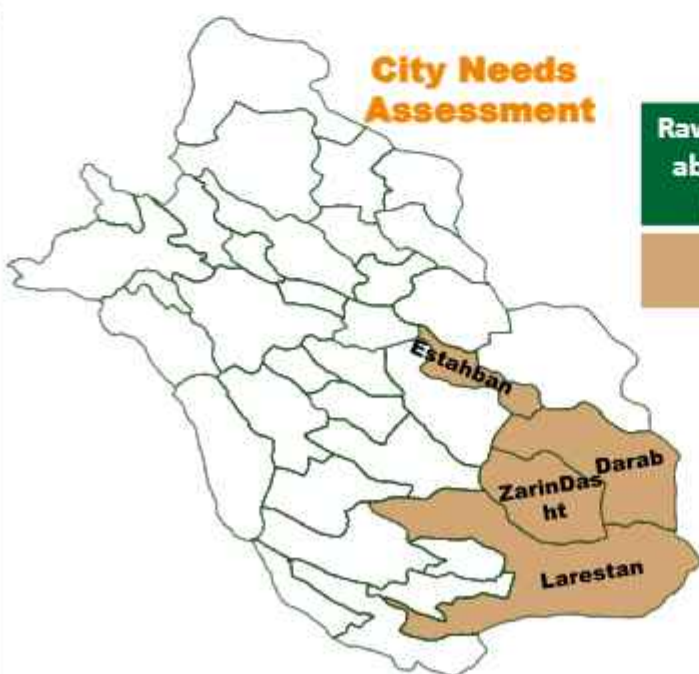 City Needs
Assessment
Estahban
Darab
ZarinDas
ht
Larestan